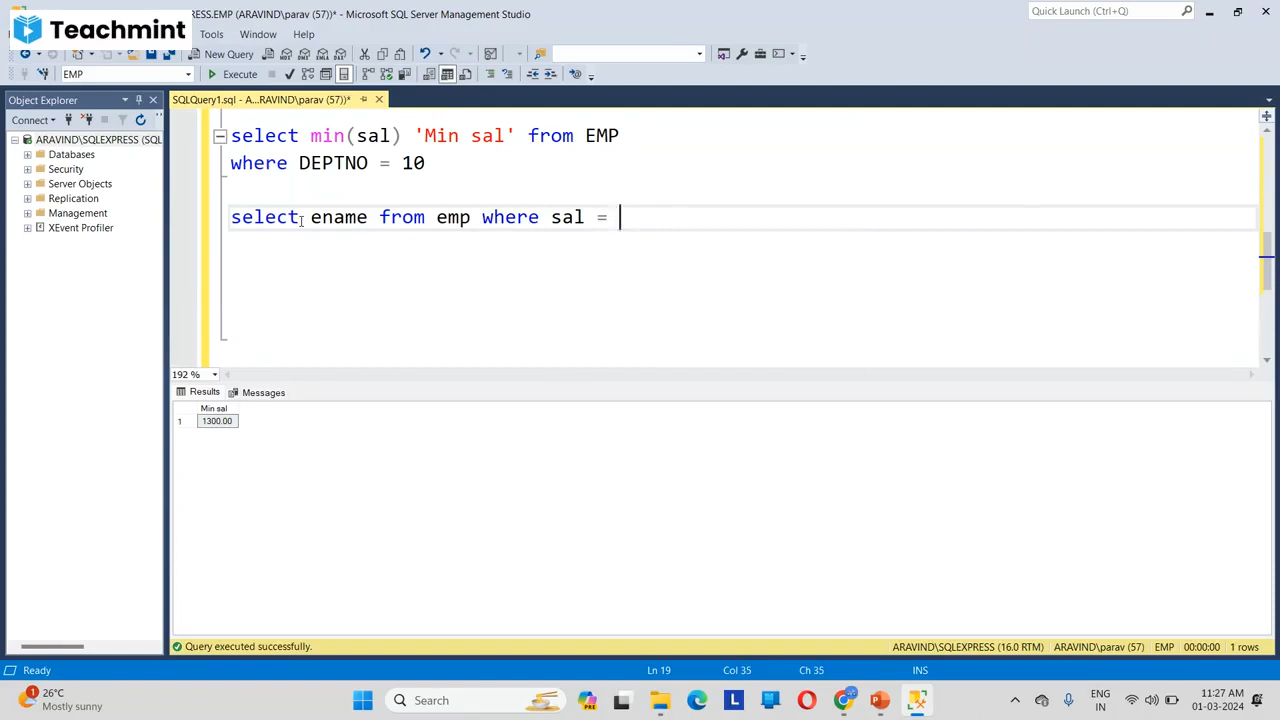 RESS.EMP (ARAVIND\parav (57))* - Microsoft SQL Server Management Studio
Quick Launch (Ctrl+Q)
Teachmint
Tools Window Help
New Query
EMP
Execute
Object Explorer
SQLQuery1.sql - A...RAVIND\parav (57))*
Connect
ARAVIND\SQLEXPRESS (SQL
Databases
Security
Server Objects
Replication
Management
XEvent Profiler
select min(sal) 'Min sal' from EMP
where DEPTNO = 10
select ename from emp where sal =
192 %
Results Messages
Min sal
1 1300.00
Query executed successfully.
ARAVIND\SQLEXPRESS (16.0 RTM) ARAVIND\parav (57) EMP 00:00:00 1 rows
Ready
Ln 19 Col 35 Ch 35 INS
1
26°C
Mostly sunny
Search
PRE
L
ENG
IN
11:27 AM
01-03-2024